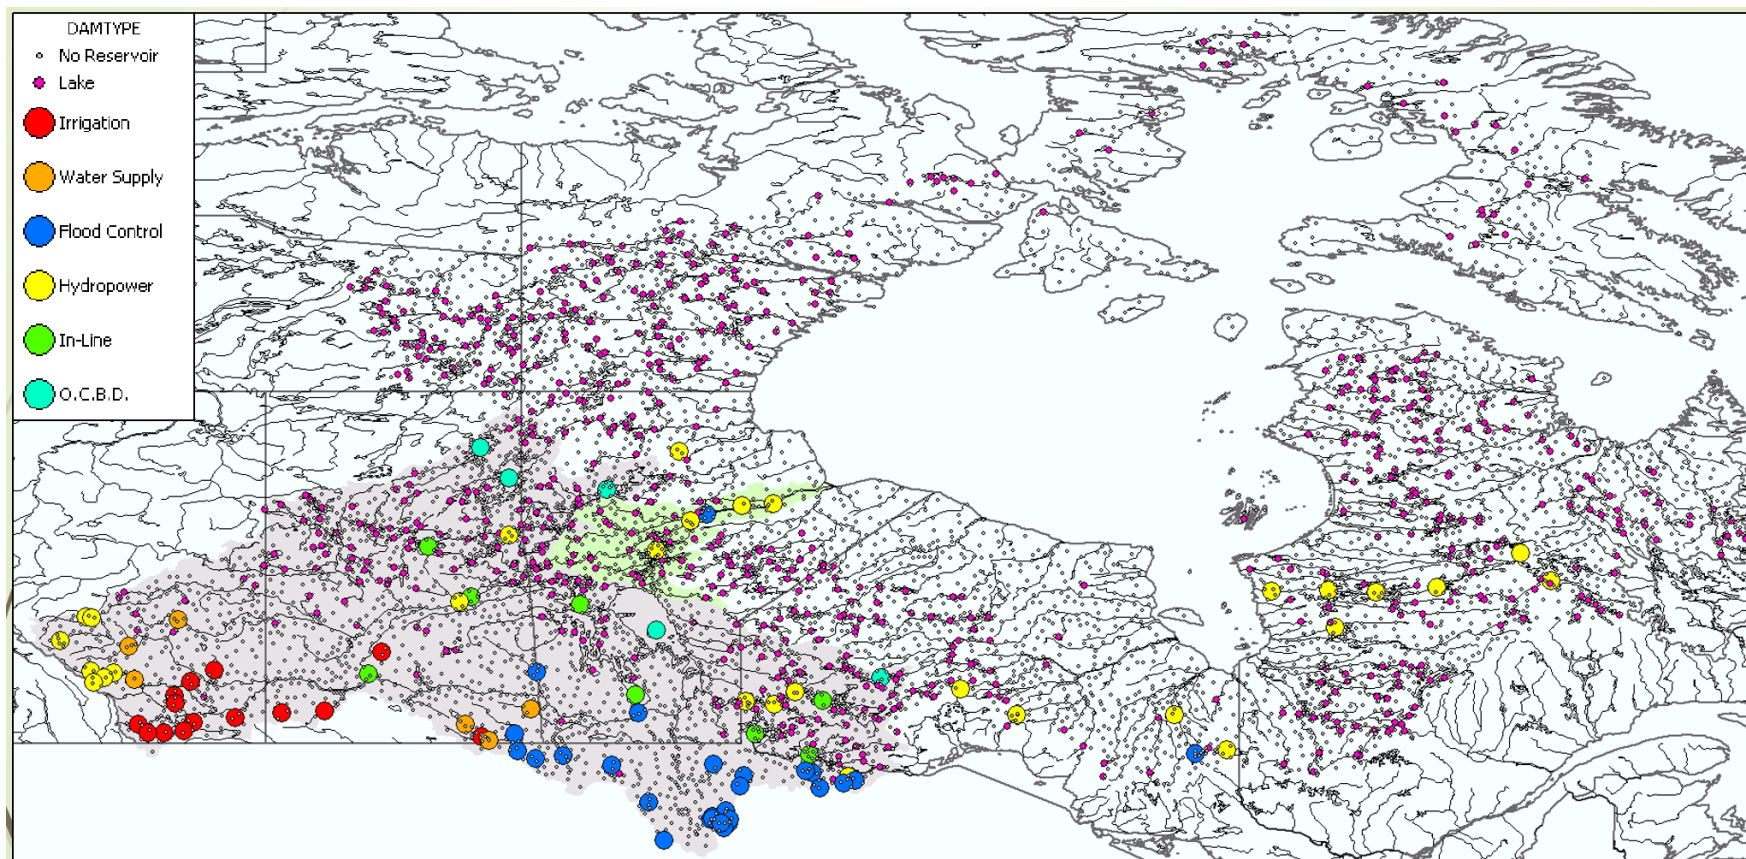 DAMTYPE
No Reservoir
Lake
Irrigation
Water Supply
Flood Control
Hydropower
In-Line
O.C.B.D.